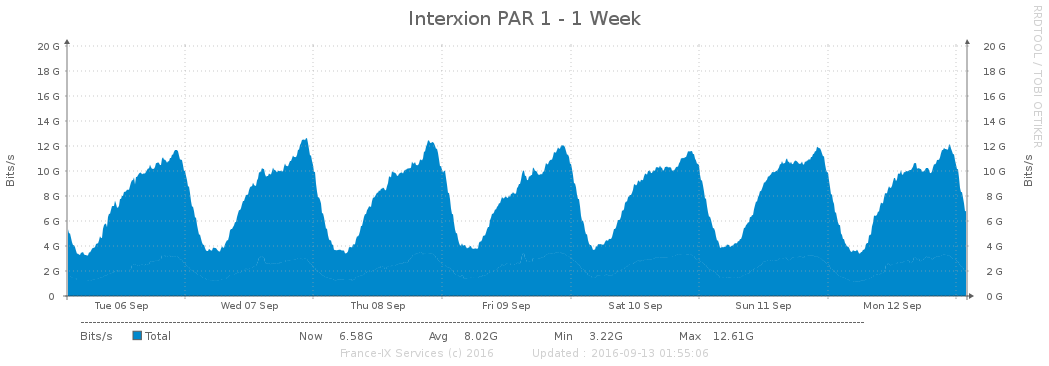 Interxion PAR 1 - 1 Week
RRDTOOL / TOBI OETIKER
Bits/s
20 G 20 G
18 G 18 G
16 G 16 G
14 G 14 G
12 G 12 G
10 G 10 G
8 G 8 G
6 G 6 G
4 G 4 G
2 G 2 G
0 0 G
Bits/s
Tue 06 Sep Wed 07 Sep Thu 08 Sep Fri 09 Sep Sat 10 Sep Sun 11 Sep Mon 12 Sep
Bits/s Total Now 6.58G Avg 8.02G Min 3.22G Max 12.61G
France-IX Services (c) 2016 Updated : 2016-09-13 01:55:06